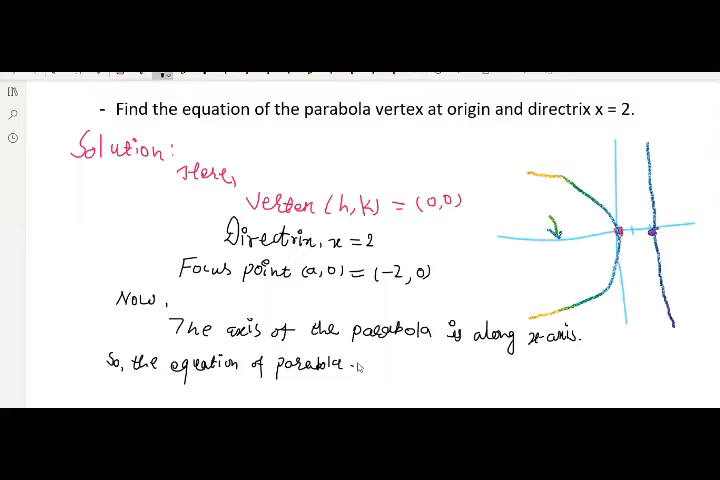 - Find the equation of the parabola vertex at origin and directrix x = 2.
Solution:
Here,
Vertex (h, k) = (0,0)
Directrix, x = 2
Focus point (a, 0) = (-2, 0)
Now,
The axis of the parabola is along x-axis.
So, the equation of parabola -